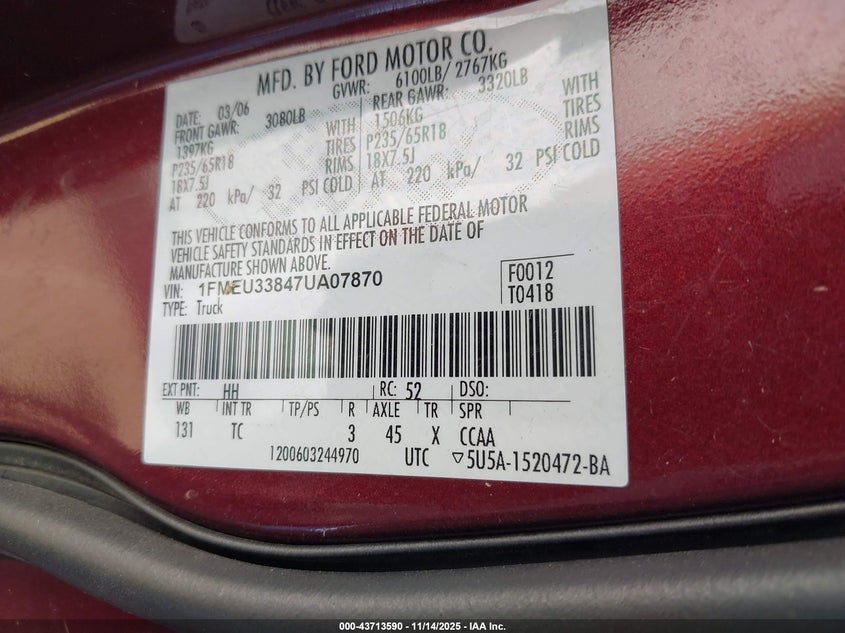 MFD. BY FORD MOTOR CO.
DATE: 03/06 GVWR: 6100LB/ 2767KG
FRONT GAWR: 3080LB REAR GAWR: 3320LB
1397KG WITH 1506KG WITH
P235/65R18 TIRES P235/65R18 TIRES
18X7.5J RIMS 18X7.5J RIMS
AT 220 kPa/ 32 PSI COLD AT 220 kPa/ 32 PSI COLD
THIS VEHICLE CONFORMS TO ALL APPLICABLE FEDERAL MOTOR
VEHICLE SAFETY STANDARDS IN EFFECT ON THE DATE OF
MANUFACTURE SHOWN ABOVE.
VIN: 1FMEU33847UA07870 F0012
TYPE: Truck T0418
EXT PNT: HH RC: 52 DSO:
WB INT TR TP/PS R AXLE TR SPR
131 TC 3 45 X CCAA
1200603244970 UTC ▽5U5A-1520472-BA
000-43713590 - 11/14/2025 - IAA Inc.